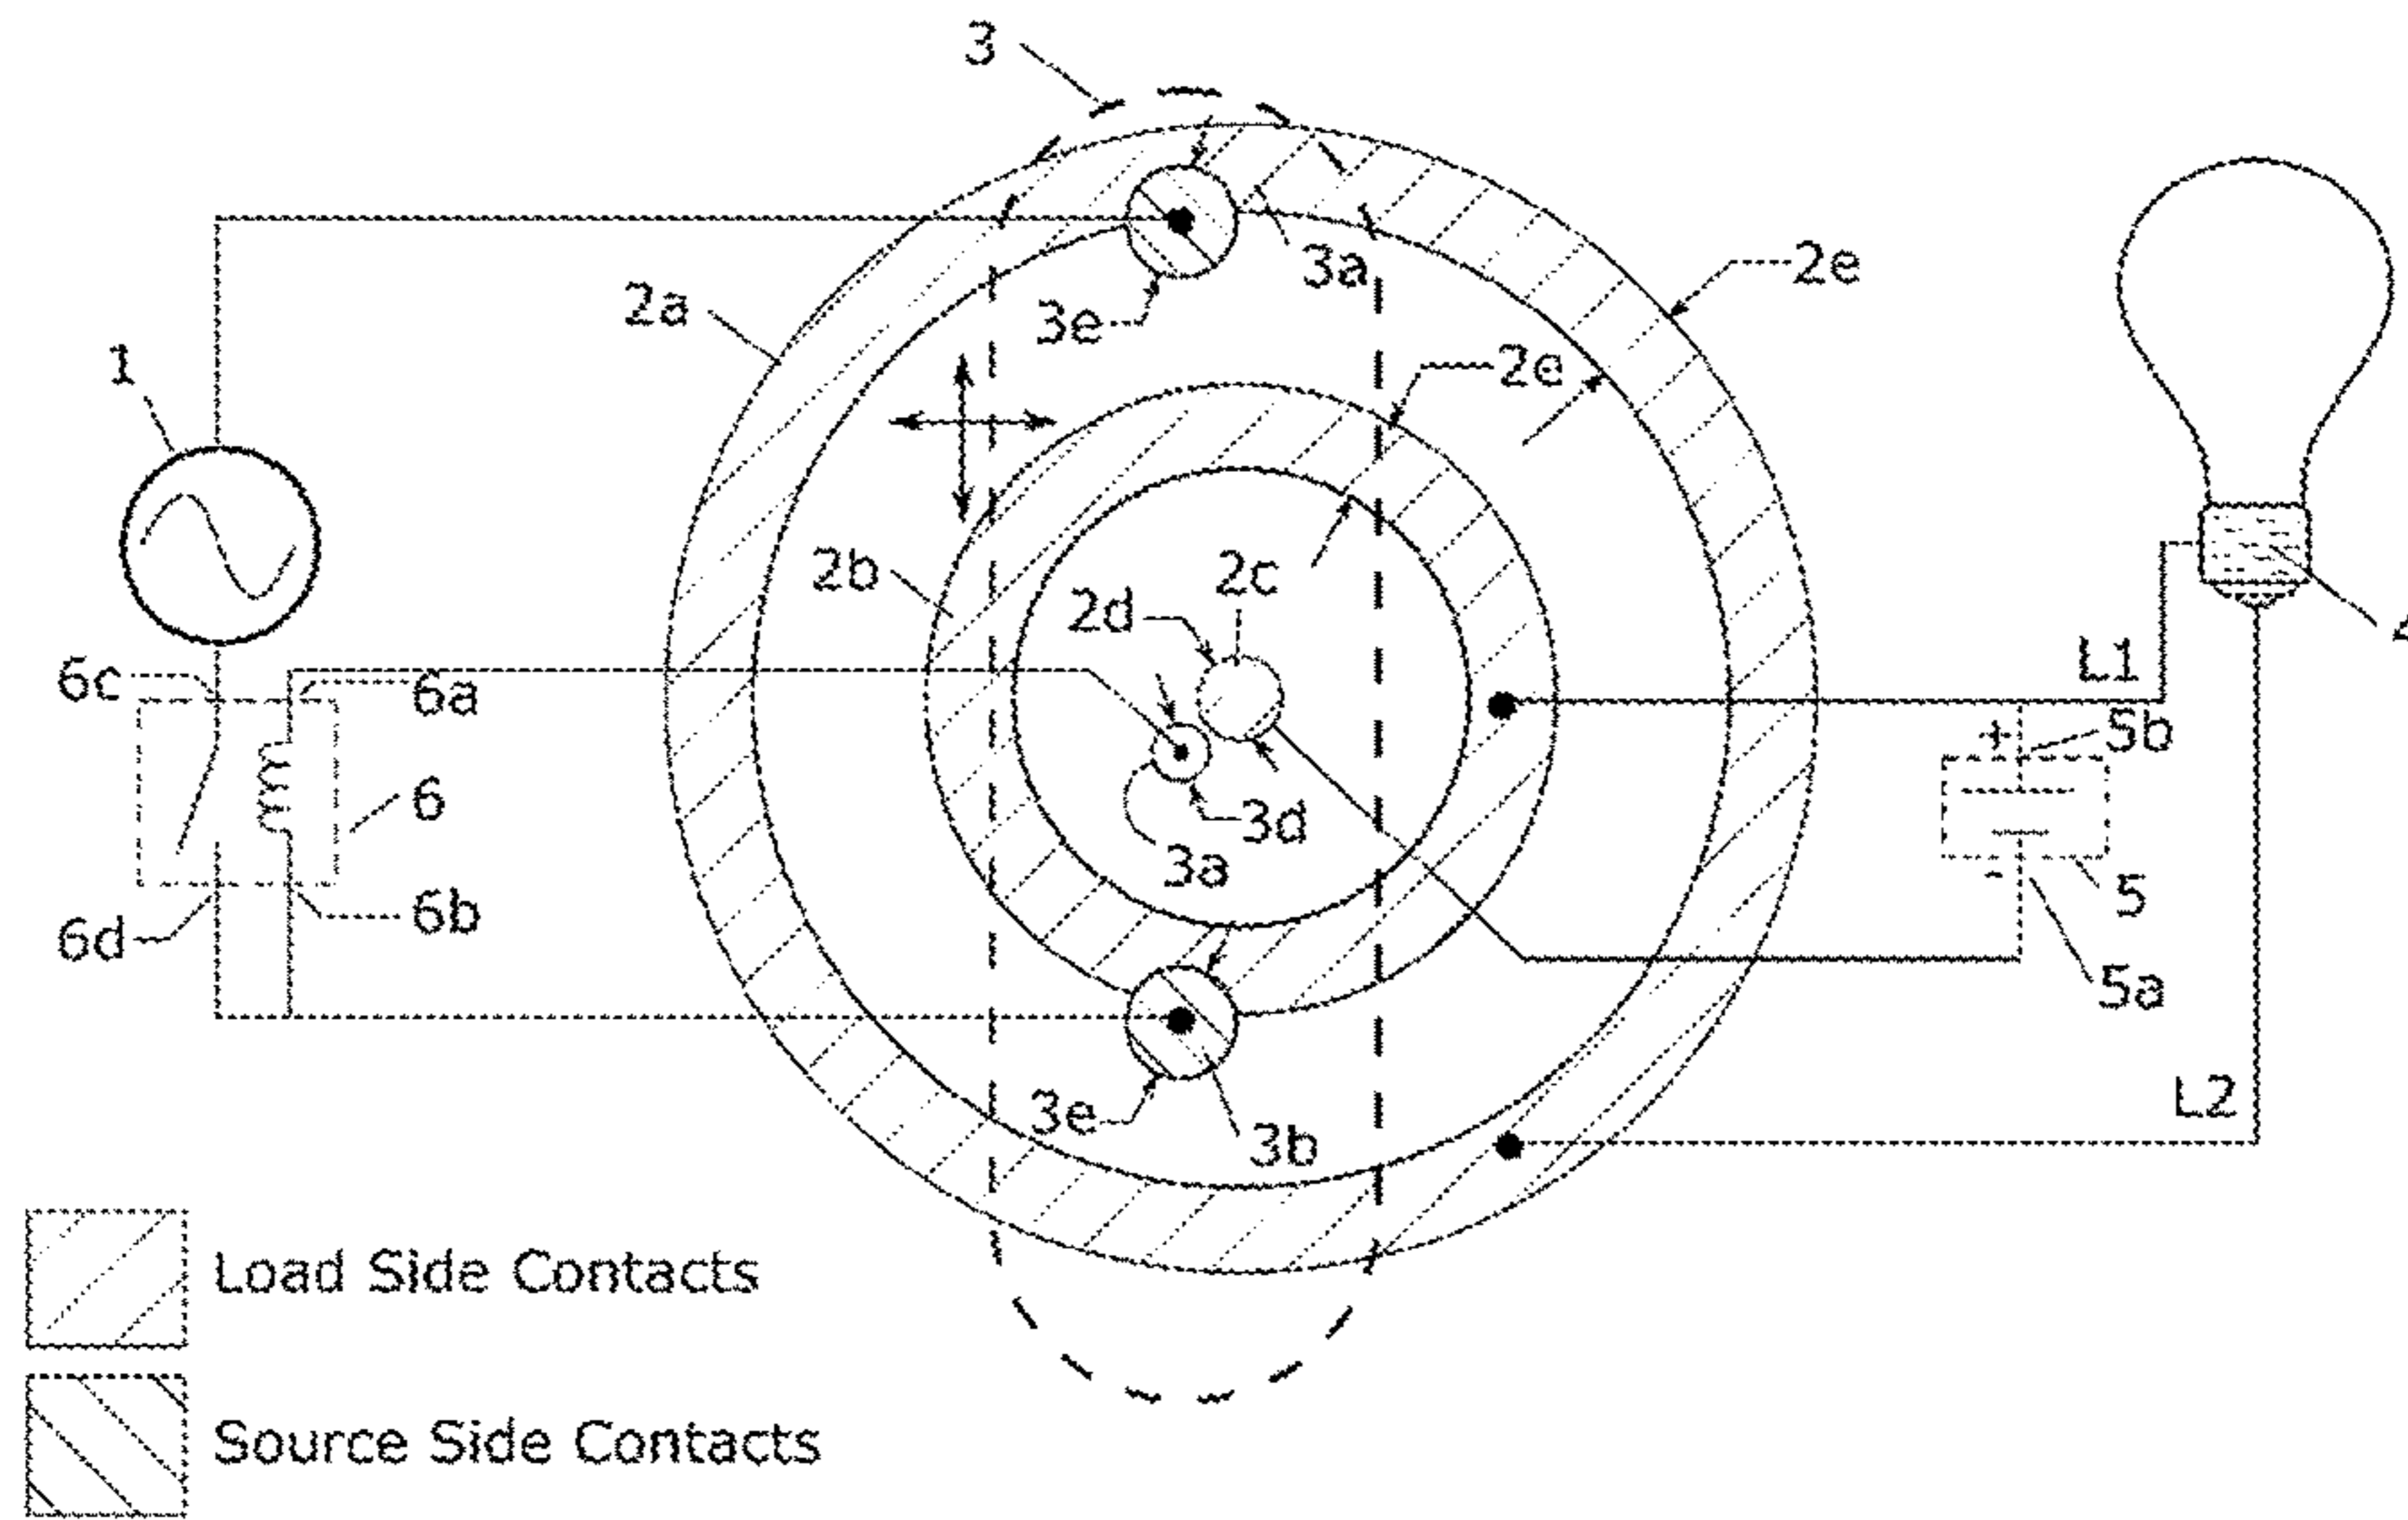 3
3a
2e
2a
3e
1
2e
2b
2c
2d
L1
6c
6a
+
5b
6
3d
3a
5
-
6b
6d
5a
L2
3e
3b
Load Side Contacts
Source Side Contacts